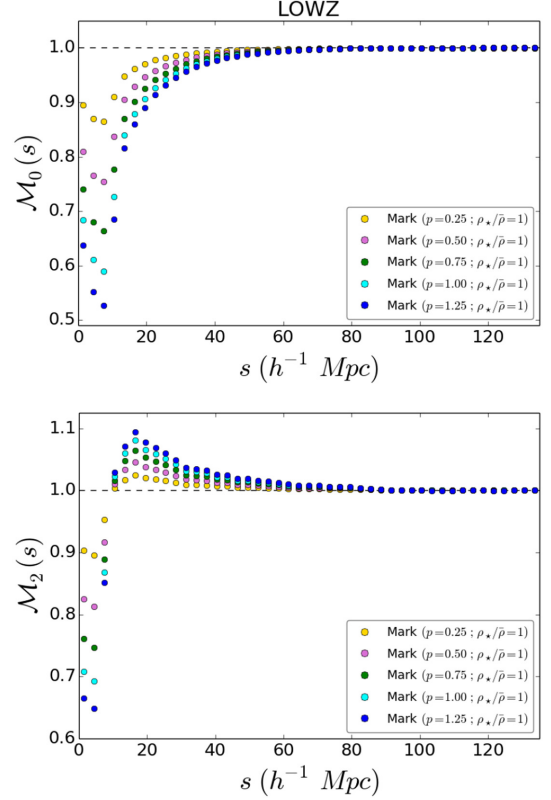 LOWZ
1.0
0.9
0.8
0.7
0.6
0.5
ℳ₀(s)
Mark (p=0.25 ; ρ⋆/ρ̄=1)
Mark (p=0.50 ; ρ⋆/ρ̄=1)
Mark (p=0.75 ; ρ⋆/ρ̄=1)
Mark (p=1.00 ; ρ⋆/ρ̄=1)
Mark (p=1.25 ; ρ⋆/ρ̄=1)
0 20 40 60 80 100 120
s (h⁻¹ Mpc)
1.1
1.0
0.9
0.8
0.7
0.6
ℳ₂(s)
Mark (p=0.25 ; ρ⋆/ρ̄=1)
Mark (p=0.50 ; ρ⋆/ρ̄=1)
Mark (p=0.75 ; ρ⋆/ρ̄=1)
Mark (p=1.00 ; ρ⋆/ρ̄=1)
Mark (p=1.25 ; ρ⋆/ρ̄=1)
0 20 40 60 80 100 120
s (h⁻¹ Mpc)